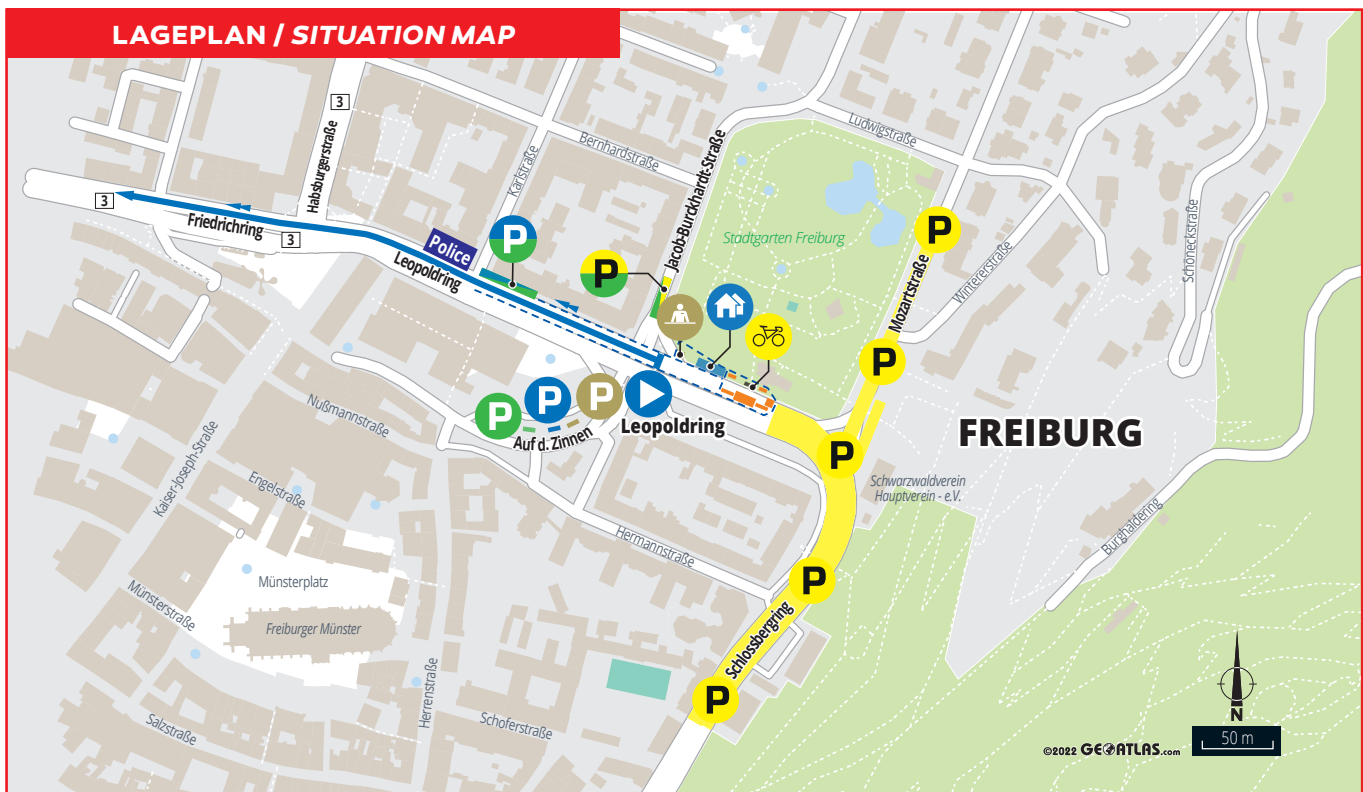 LAGEPLAN / SITUATION MAP
3
Habsburgerstraße
Karlstraße
Bernhardstraße
Jacob-Burckhardt-Straße
Ludwigstraße
3
Friedrichring
3
Police
Leopoldring
P
P
Stadtgarten Freiburg
P
Mozartstraße
Wintererstraße
Schöneckstraße
P
P
P
P
Auf d. Zinnen
Leopoldring
FREIBURG
P
Nußmannstraße
Kaiser-Joseph-Straße
Engelstraße
Schwarzwaldverein
Hauptverein - e.V.
Burghaldering
Hermannstraße
Münsterplatz
Münsterstraße
Freiburger Münster
P
Schlossbergring
P
Herrenstraße
Salzstraße
Schoferstraße
N
50 m
©2022 GEOATLAS.com